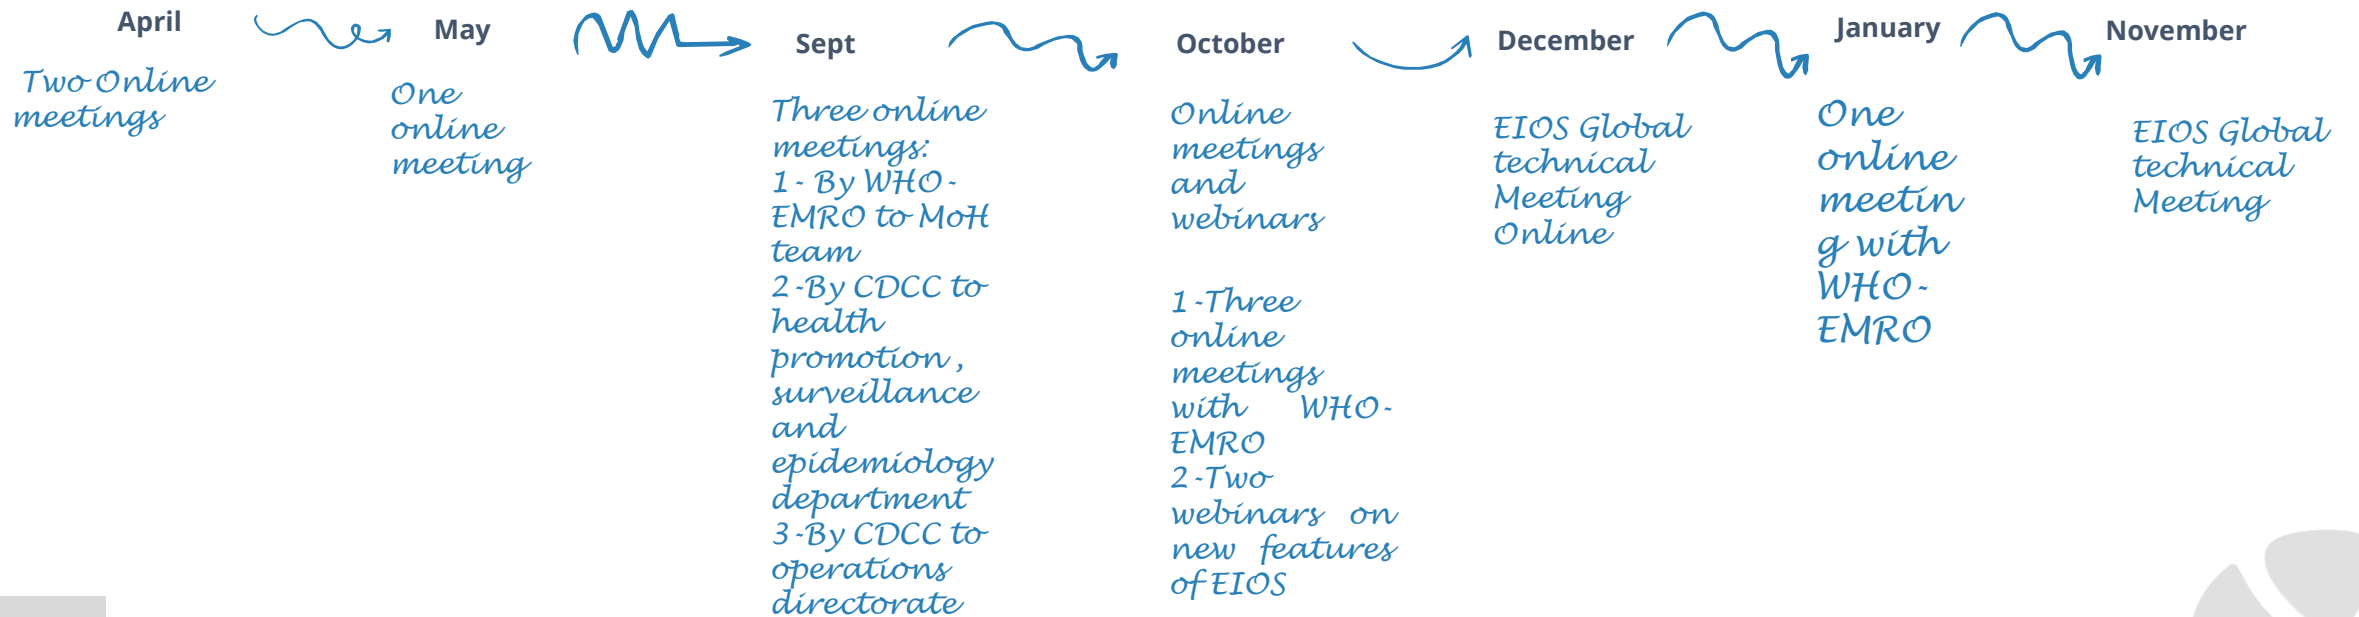 April
Two Online
meetings
May
One
online
meeting
Sept
Three online
meetings:
1- By WHO-
EMRO to MoH
team
2-By CDCC to
health
promotion ,
surveillance
and
epidemiology
department
3-By CDCC to
operations
directorate
October
Online
meetings
and
webinars
1-Three
online
meetings
with WHO-
EMRO
2-Two
webinars on
new features
of EIOS
December
EIOS Global
technical
Meeting
Online
January
One
online
meetin
g with
WHO-
EMRO
November
EIOS Global
technical
Meeting